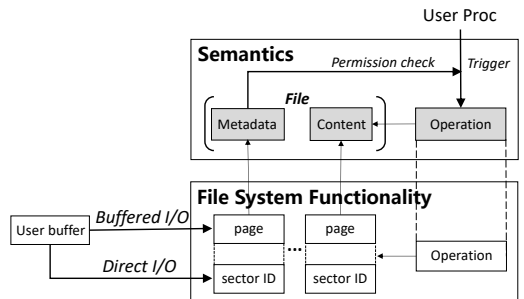 User Proc
Semantics
Permission check
Trigger
File
Metadata
Content
Operation
File System Functionality
Buffered I/O
User buffer
page
...
page
Operation
Direct I/O
sector ID
sector ID